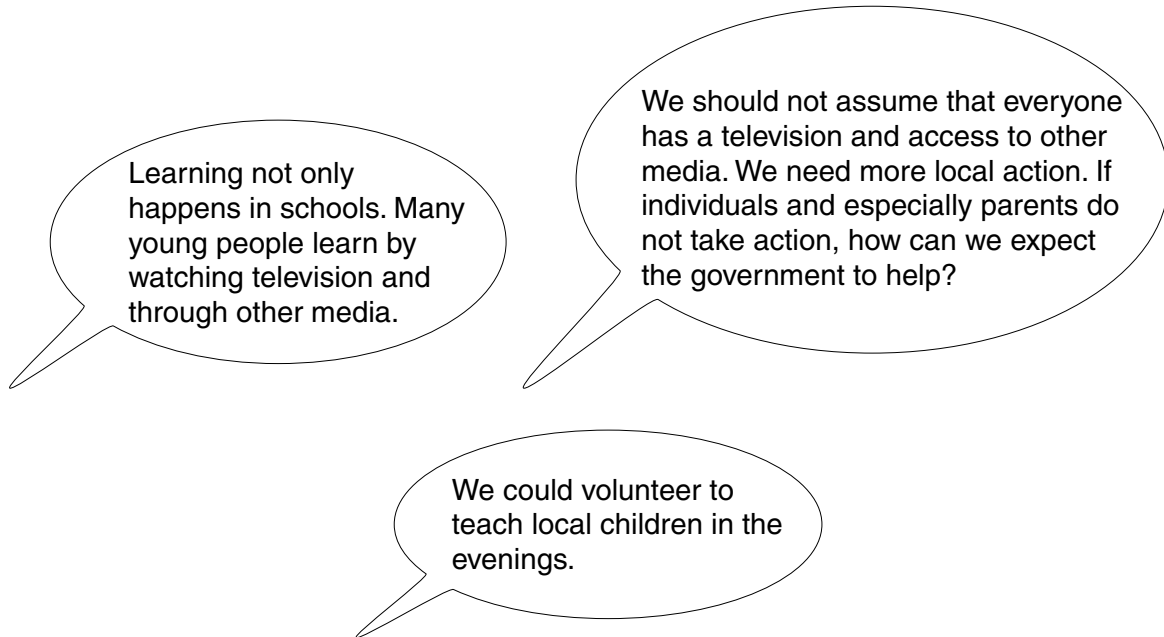 Learning not only
happens in schools. Many
young people learn by
watching television and
through other media.
We should not assume that everyone
has a television and access to other
media. We need more local action. If
individuals and especially parents do
not take action, how can we expect
the government to help?
We could volunteer to
teach local children in the
evenings.